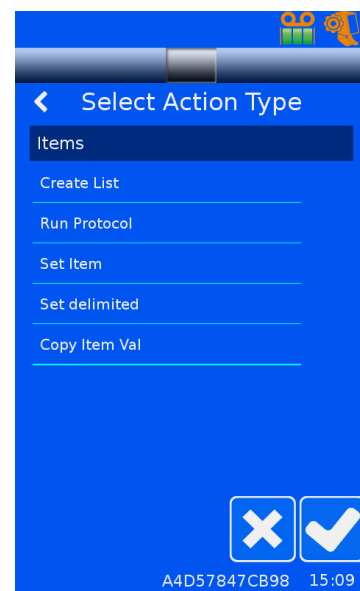 Select Action Type
Items
Create List
Run Protocol
Set Item
Set delimited
Copy Item Val
A4D57847CB98 15:09